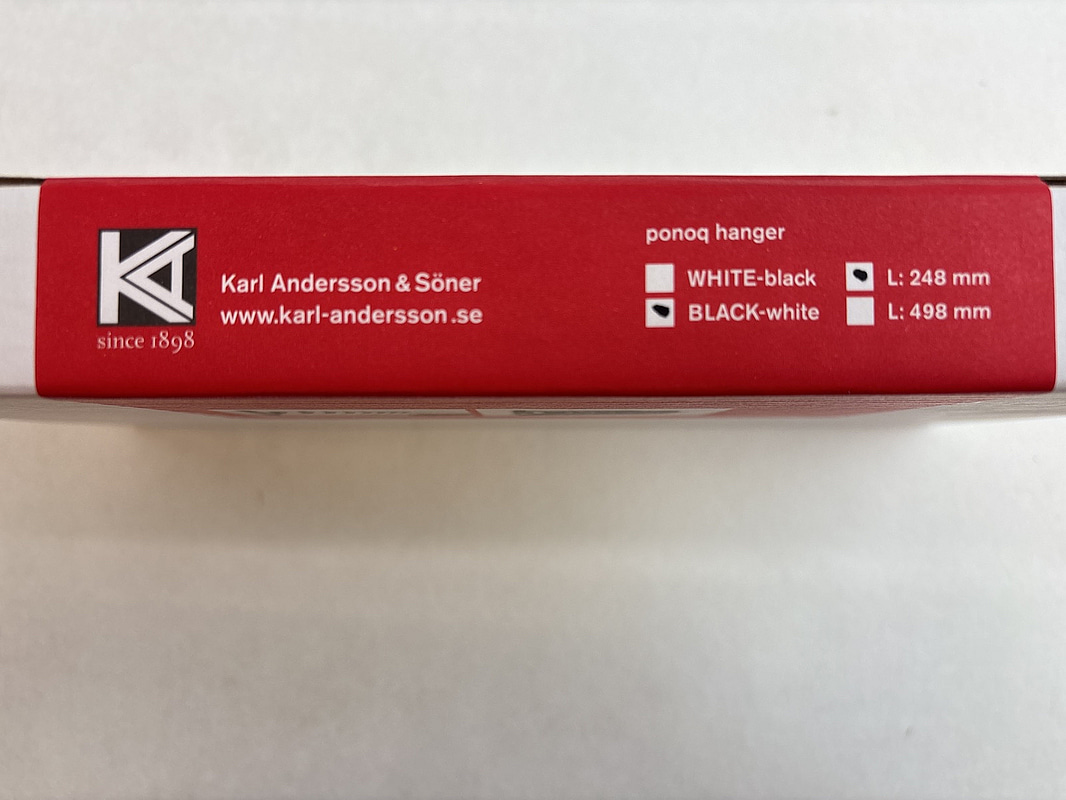 KA
since 1898
Karl Andersson & Söner
www.karl-andersson.se
ponoq hanger
WHITE-black
BLACK-white
L: 248 mm
L: 498 mm